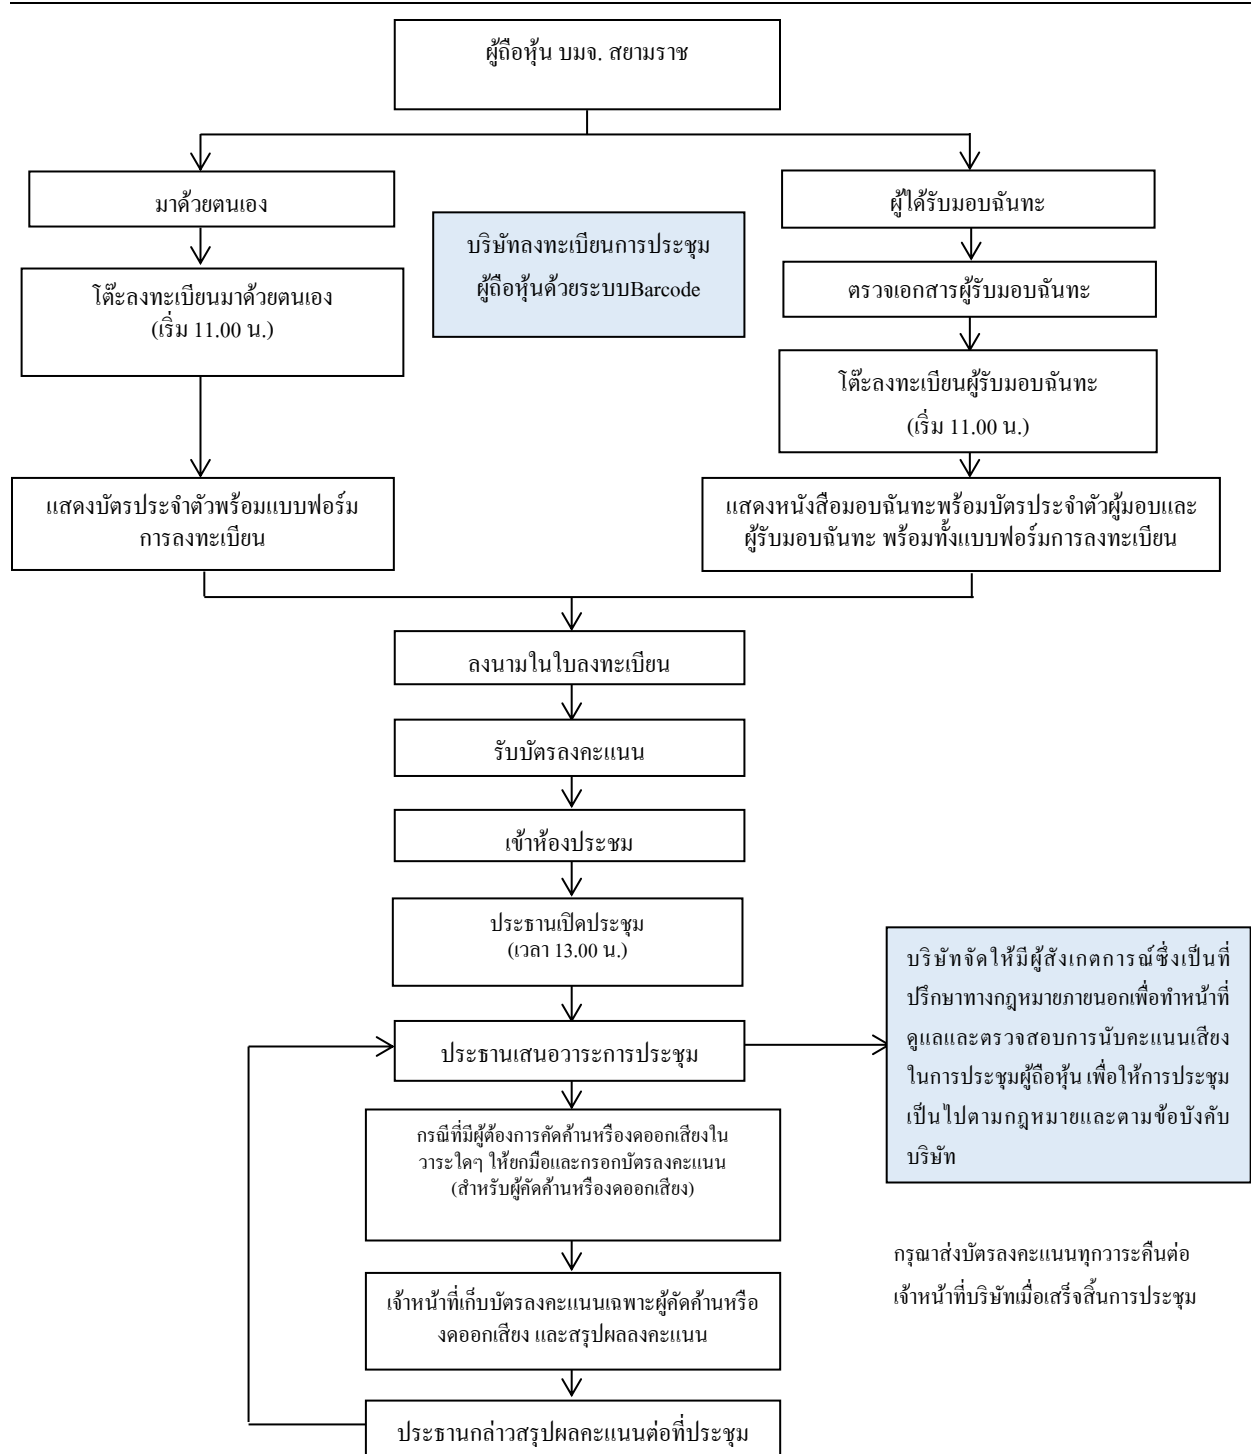 ผู้ถือหุ้น บมจ. สยามราช
มาด้วยตนเอง
ผู้ได้รับมอบฉันทะ
บริษัทลงทะเบียนการประชุม
ผู้ถือหุ้นด้วยระบบBarcode
โต๊ะลงทะเบียนมาด้วยตนเอง
(เริ่ม 11.00 น.)
ตรวจเอกสารผู้รับมอบฉันทะ
โต๊ะลงทะเบียนผู้รับมอบฉันทะ
(เริ่ม 11.00 น.)
แสดงบัตรประจำตัวพร้อมแบบฟอร์ม
การลงทะเบียน
แสดงหนังสือมอบฉันทะพร้อมบัตรประจำตัวผู้มอบและ
ผู้รับมอบฉันทะ พร้อมทั้งแบบฟอร์มการลงทะเบียน
ลงนามในใบลงทะเบียน
รับบัตรลงคะแนน
เข้าห้องประชม
ประธานเปิดประชุม
(เวลา 13.00 น.)
ประธานเสนอวาระการประชุม
บริษัทจัดให้มีผู้สังเกตการณ์ซึ่งเป็นที่
ปรึกษาทางกฎหมายภายนอกเพื่อทำหน้าที่
ดูแลและตรวจสอบการนับคะแนนเสียง
ในการประชุมผู้ถือหุ้น เพื่อให้การประชุม
เป็นไปตามกฎหมายและตามข้อบังคับ
บริษัท
กรณีที่มีผู้ต้องการคัดค้านหรืองดออกเสียงใน
วาระใดๆ ให้ยกมือและกรอกบัตรลงคะแนน
(สำหรับผู้คัดค้านหรืองดออกเสียง)
กรุณาส่งบัตรลงคะแนนทุกวาระคืนต่อ
เจ้าหน้าที่บริษัทเมื่อเสร็จสิ้นการประชุม
เจ้าหน้าที่เก็บบัตรลงคะแนนเฉพาะผู้คัดค้านหรือ
งดออกเสียง และสรุปผลลงคะแนน
ประธานกล่าวสรุปผลคะแนนต่อที่ประชุม